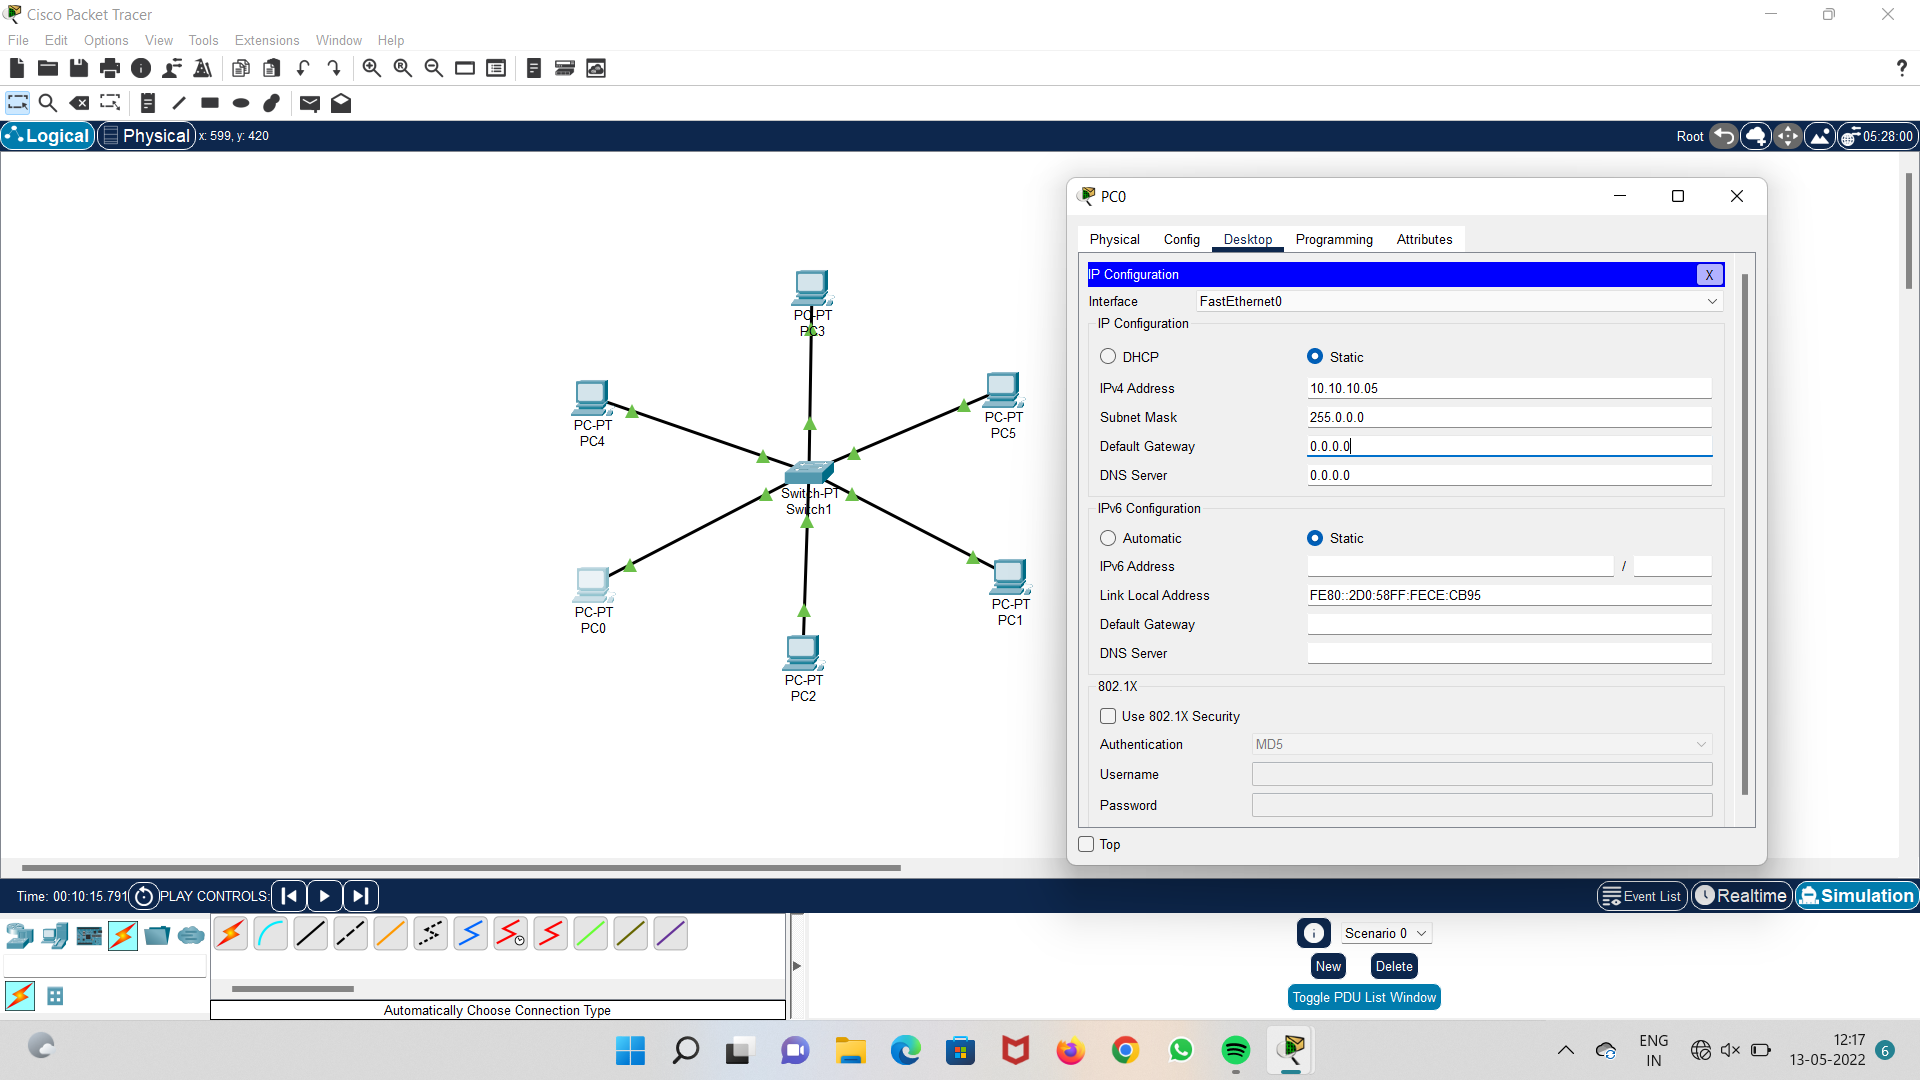 Cisco Packet Tracer
File Edit Options View Tools Extensions Window Help
?
Logical Physical x: 599, y: 420 Root 05:28:00
PC0
Physical Config Desktop Programming Attributes
IP Configuration X
Interface FastEthernet0
IP Configuration
DHCP Static
IPv4 Address 10.10.10.05
Subnet Mask 255.0.0.0
Default Gateway 0.0.0.0
DNS Server 0.0.0.0
IPv6 Configuration
Automatic Static
IPv6 Address /
Link Local Address FE80::2D0:58FF:FECE:CB95
Default Gateway
DNS Server
802.1X
Use 802.1X Security
Authentication MD5
Username
Password
Top
PC-PT
PC3
PC-PT
PC4
PC-PT
PC5
Switch-PT
Switch1
PC-PT
PC0
PC-PT
PC1
PC-PT
PC2
Time: 00:10:15.791 PLAY CONTROLS: Event List Realtime Simulation
Scenario 0
New Delete
Toggle PDU List Window
Automatically Choose Connection Type
ENG
IN
12:17
13-05-2022
6